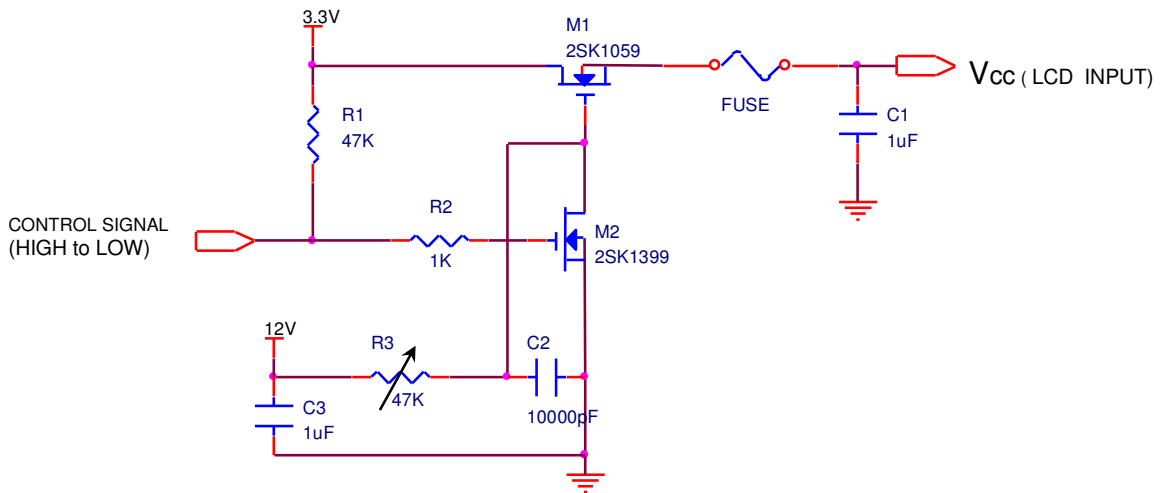 3.3V
M1
2SK1059
VCC ( LCD INPUT)
FUSE
R1
47K
C1
1uF
CONTROL SIGNAL
(HIGH to LOW)
R2
1K
M2
2SK1399
12V
R3
47K
C2
10000pF
C3
1uF